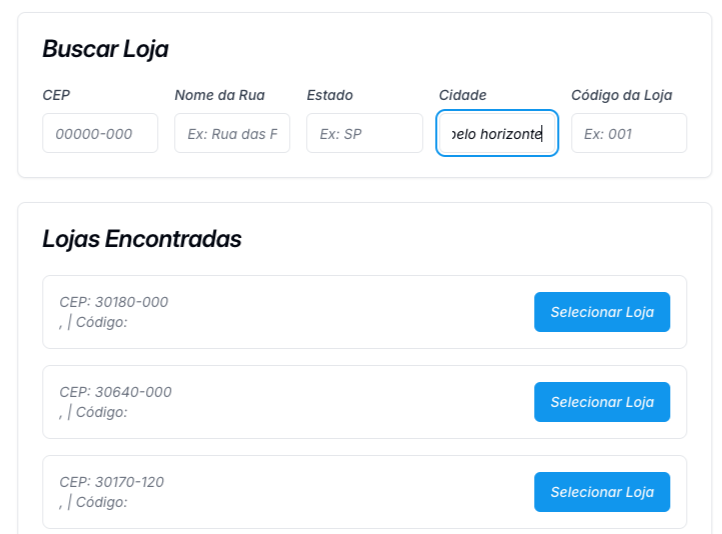 Buscar Loja
CEP Nome da Rua Estado Cidade Código da Loja
00000-000 Ex: Rua das F Ex: SP belo horizonte Ex: 001
Lojas Encontradas
CEP: 30180-000
, | Código:
Selecionar Loja
CEP: 30640-000
, | Código:
Selecionar Loja
CEP: 30170-120
, | Código:
Selecionar Loja